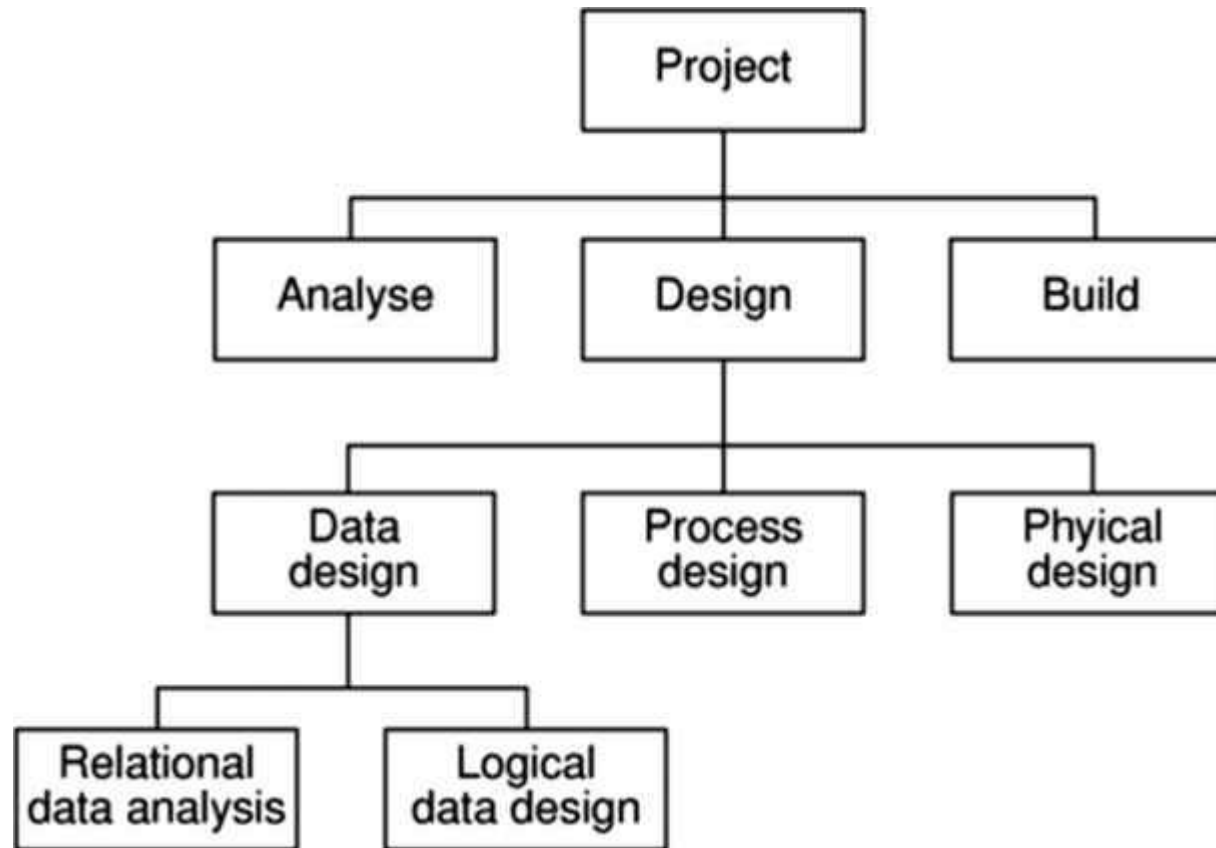 Project
Analyse
Design
Build
Data
design
Process
design
Phyical
design
Relational
data analysis
Logical
data design